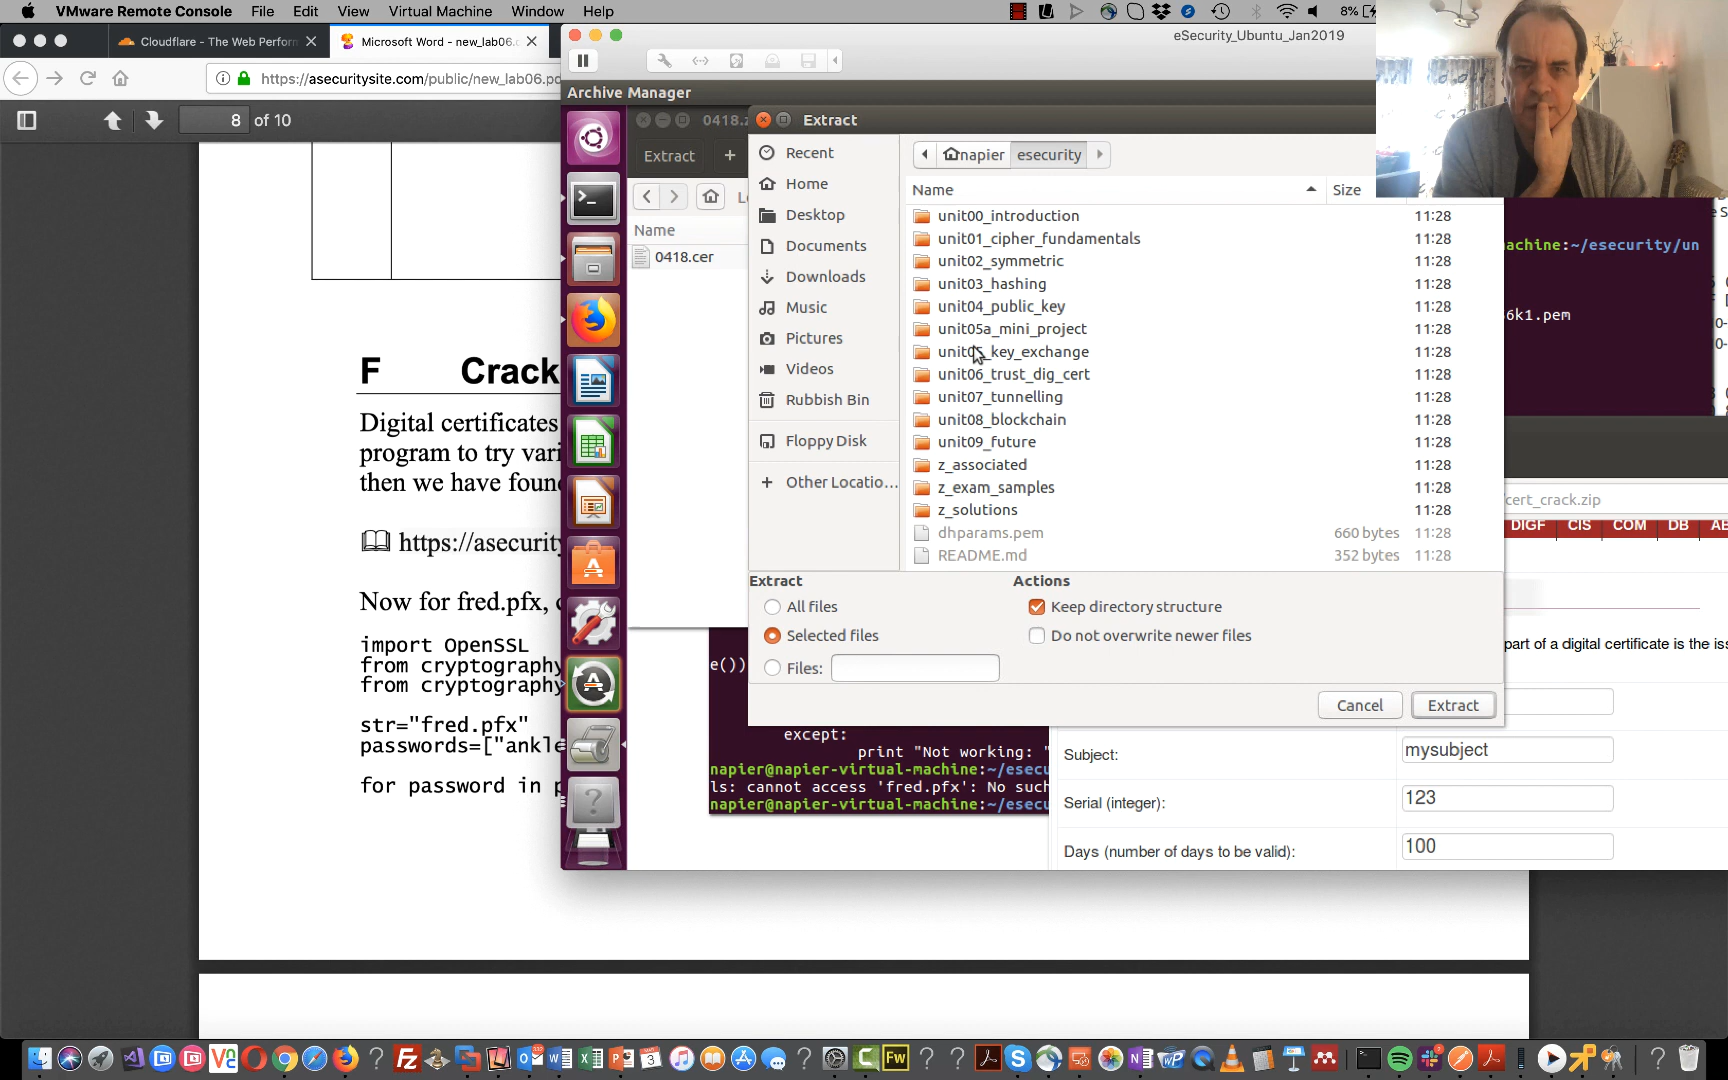 VMware Remote Console File Edit View Virtual Machine Window Help
8%
Cloudflare - The Web Perform
Microsoft Word - new_lab06.
https://asecuritysite.com/public/new_lab06.pd
8 of 10
F Crack
Digital certificates
program to try vari
then we have foun
https://asecurity
Now for fred.pfx, c
import OpenSSL
from cryptography
from cryptography
str="fred.pfx"
passwords=["ankle
for password in p
eSecurity_Ubuntu_Jan2019
Archive Manager
0418.z
Extract +
Name
0418.cer
Extract
Recent
Home
Desktop
Documents
Downloads
Music
Pictures
Videos
Rubbish Bin
Floppy Disk
+ Other Locatio...
napier esecurity
Name Size
unit00_introduction 11:28
unit01_cipher_fundamentals 11:28
unit02_symmetric 11:28
unit03_hashing 11:28
unit04_public_key 11:28
unit05a_mini_project 11:28
_key_exchange 11:28
unit06_trust_dig_cert 11:28
unit07_tunnelling 11:28
unit08_blockchain 11:28
unit09_future 11:28
z_associated 11:28
z_exam_samples 11:28
z_solutions 11:28
dhparams.pem 660 bytes 11:28
README.md 352 bytes 11:28
Extract
All files
Selected files
Files:
Actions
Keep directory structure
Do not overwrite newer files
Cancel Extract
achine:~/esecurity/un
6k1.pem
/cert_crack.zip
DIGF CIS COM DB AB
part of a digital certificate is the iss
e())
except:
print "Not working: "
napier@napier-virtual-machine:~/esecu
ls: cannot access 'fred.pfx': No such
napier@napier-virtual-machine:~/esecu
Subject: mysubject
Serial (integer): 123
Days (number of days to be valid): 100